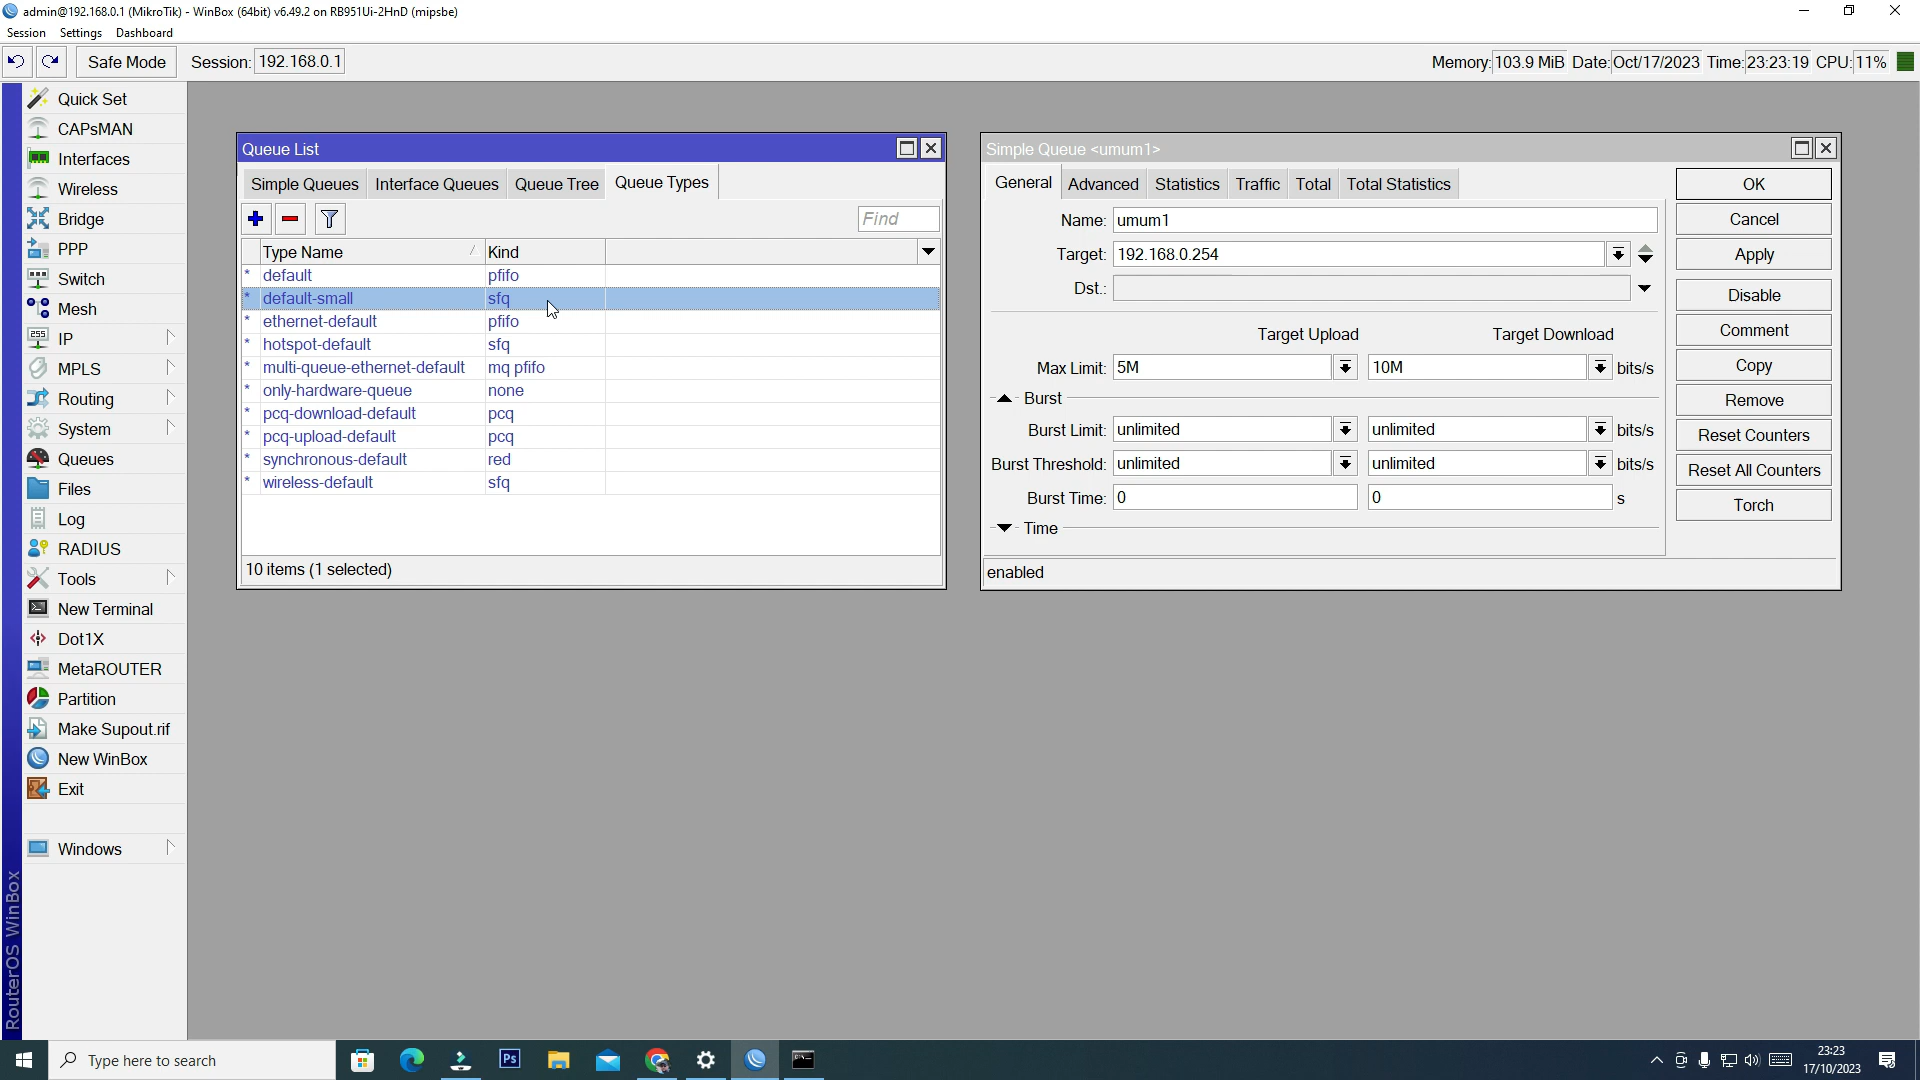 admin@192.168.0.1 (MikroTik) - WinBox (64bit) v6.49.2 on RB951Ui-2HnD (mipsbe)
Session Settings Dashboard
Safe Mode Session: 192.168.0.1 Memory: 103.9 MiB Date: Oct/17/2023 Time: 23:23:19 CPU: 11%
Quick Set
CAPsMAN
Interfaces
Wireless
Bridge
PPP
Switch
Mesh
IP
MPLS
Routing
System
Queues
Files
Log
RADIUS
Tools
New Terminal
Dot1X
MetaROUTER
Partition
Make Supout.rif
New WinBox
Exit
Windows
RouterOS WinBox
Queue List
Simple Queues Interface Queues Queue Tree Queue Types
Find
Type Name Kind
* default pfifo
* default-small sfq
* ethernet-default pfifo
* hotspot-default sfq
* multi-queue-ethernet-default mq pfifo
* only-hardware-queue none
* pcq-download-default pcq
* pcq-upload-default pcq
* synchronous-default red
* wireless-default sfq
10 items (1 selected)
Simple Queue <umum1>
General Advanced Statistics Traffic Total Total Statistics
Name: umum1
Target: 192.168.0.254
Dst.:
Target Upload Target Download
Max Limit: 5M 10M bits/s
Burst
Burst Limit: unlimited unlimited bits/s
Burst Threshold: unlimited unlimited bits/s
Burst Time: 0 0 s
Time
enabled
OK
Cancel
Apply
Disable
Comment
Copy
Remove
Reset Counters
Reset All Counters
Torch
Type here to search
Ps
23:23
17/10/2023